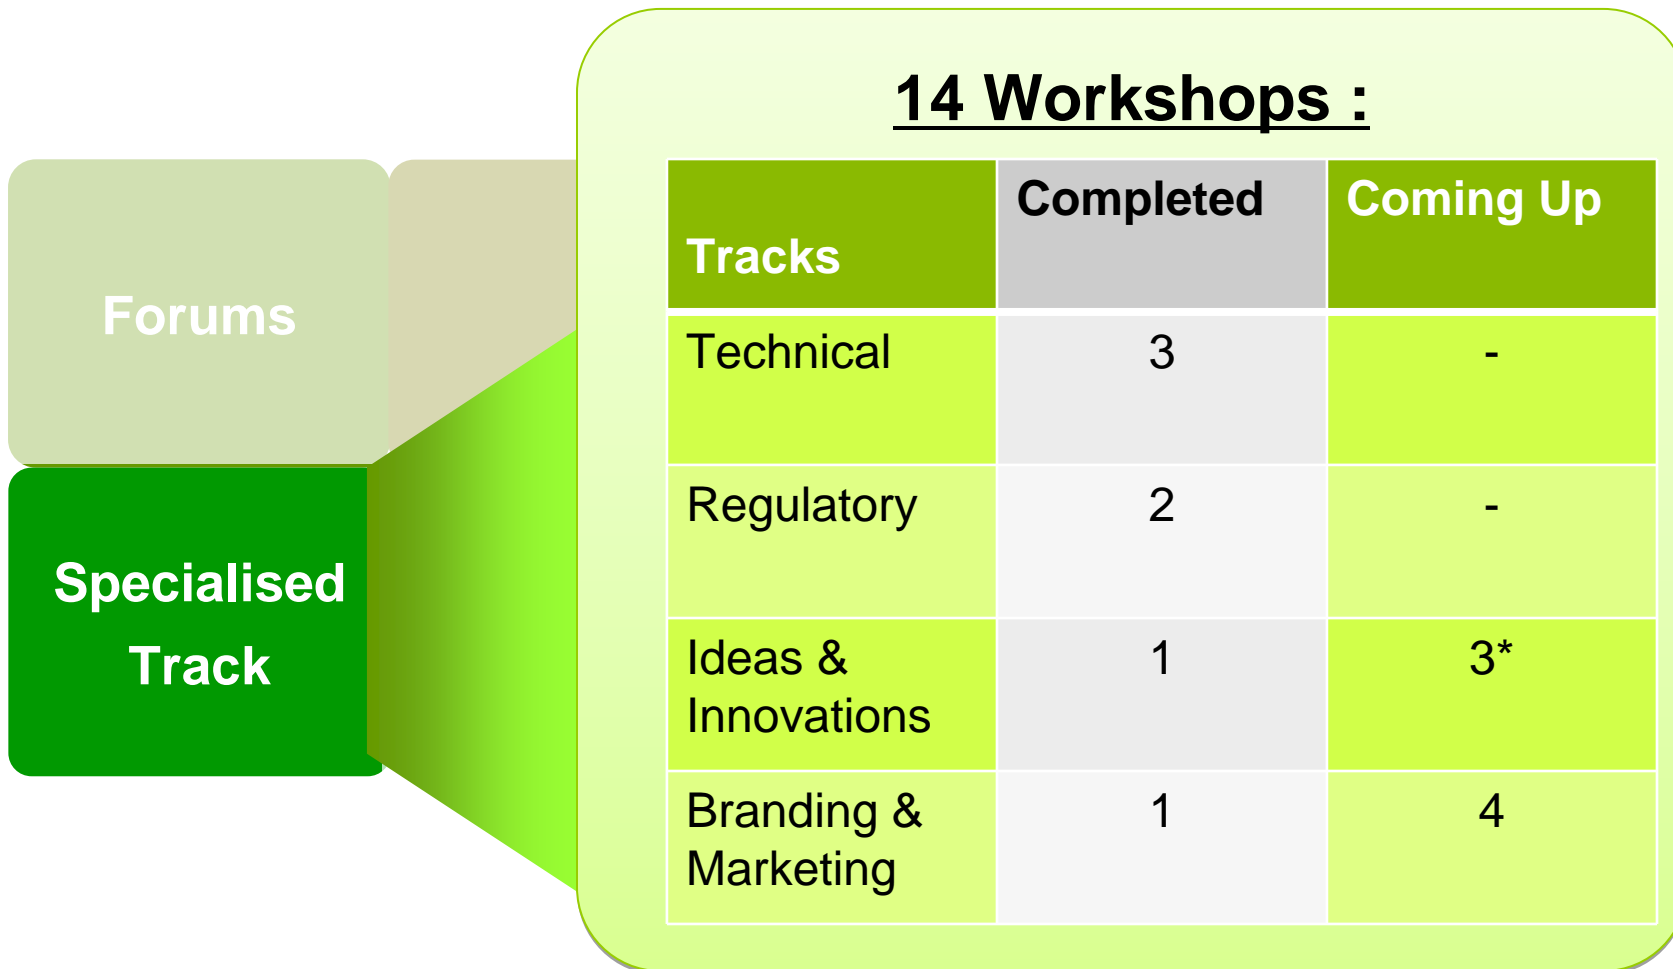 14 Workshops :
Forums
Specialised
Track
Tracks Completed Coming Up
Technical 3 -
Regulatory 2 -
Ideas &
Innovations 1 3*
Branding &
Marketing 1 4